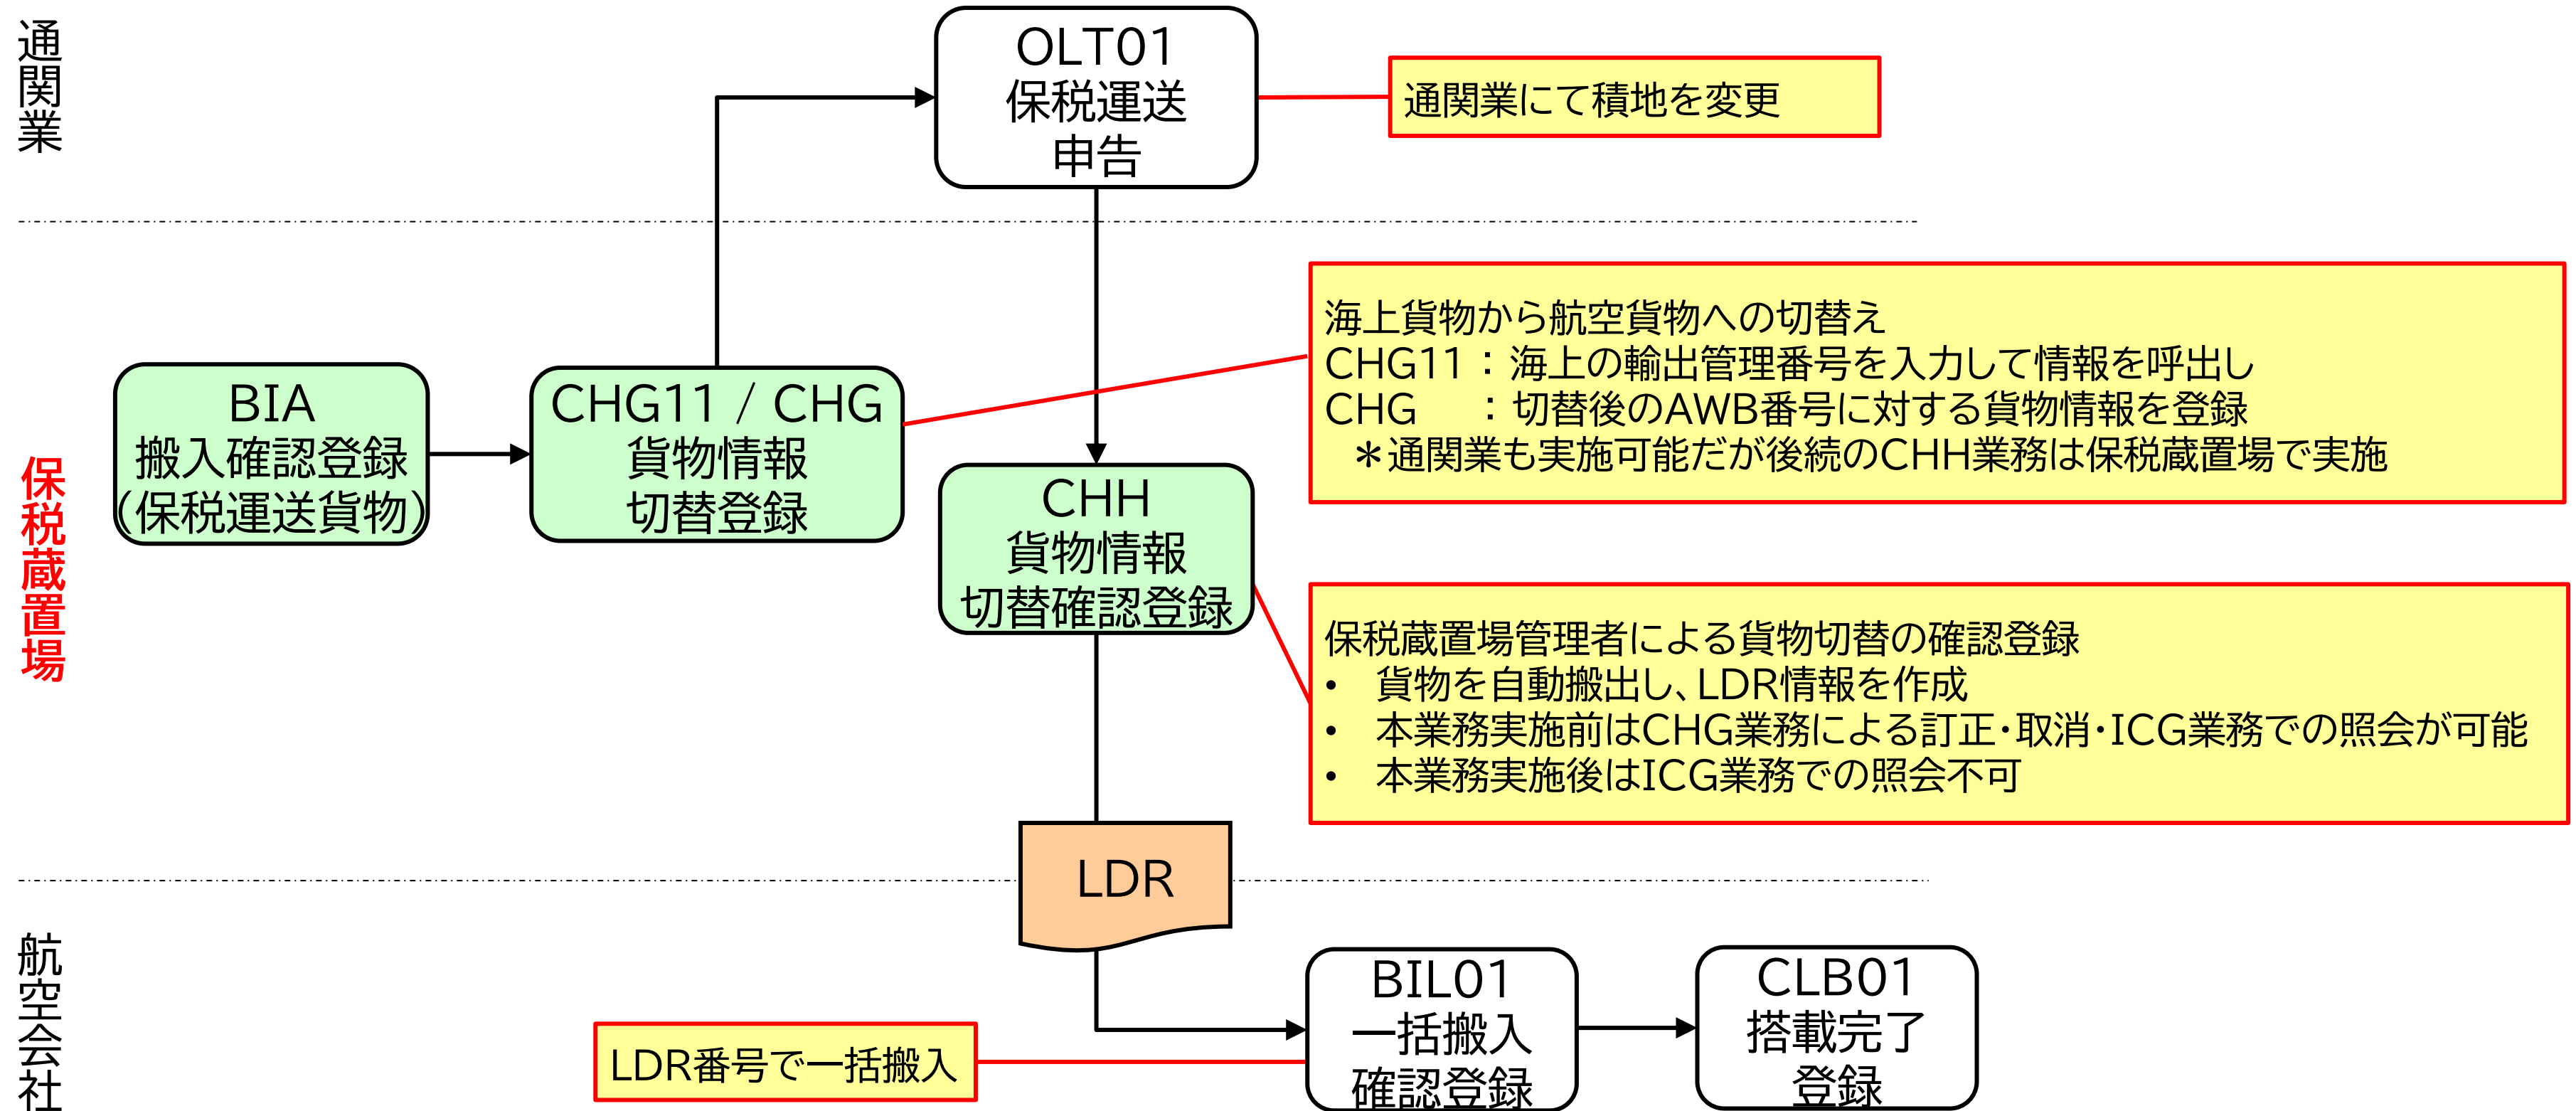 通関業
OLT01
保税運送
申告
通関業にて積地を変更
保税蔵置場
BIA
搬入確認登録
(保税運送貨物)
CHG11 / CHG
貨物情報
切替登録
海上貨物から航空貨物への切替え
CHG11:海上の輸出管理番号を入力して情報を呼出し
CHG :切替後のAWB番号に対する貨物情報を登録
*通関業も実施可能だが後続のCHH業務は保税蔵置場で実施
CHH
貨物情報
切替確認登録
保税蔵置場管理者による貨物切替の確認登録
• 貨物を自動搬出し、LDR情報を作成
• 本業務実施前はCHG業務による訂正・取消・ICG業務での照会が可能
• 本業務実施後はICG業務での照会不可
LDR
航空会社
BIL01
一括搬入
確認登録
CLB01
搭載完了
登録
LDR番号で一括搬入